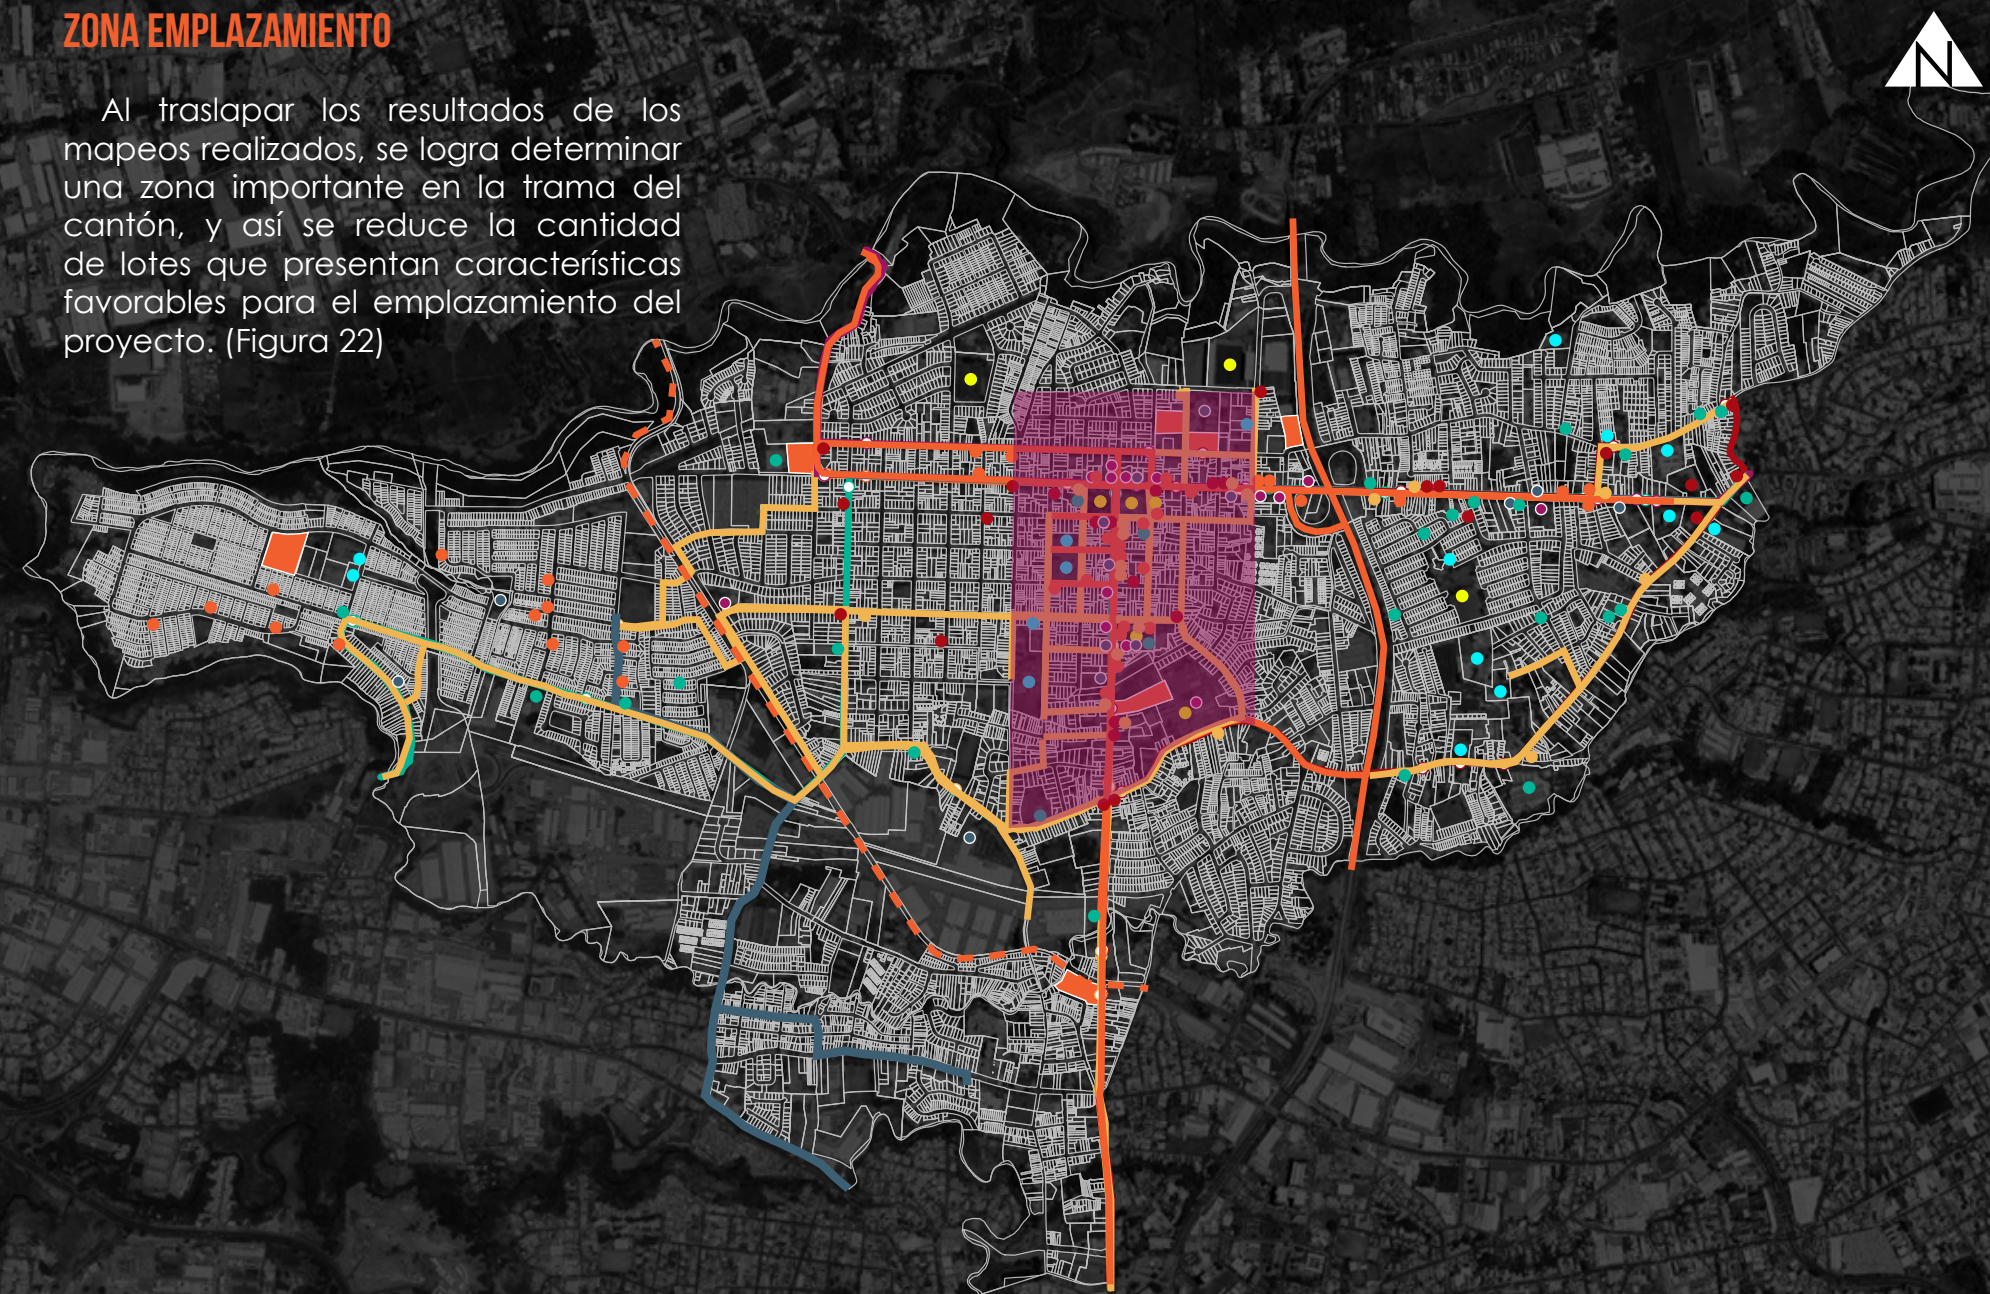 ZONA EMPLAZAMIENTO
Al traslapar los resultados de los
mapeos realizados, se logra determinar
una zona importante en la trama del
cantón, y así se reduce la cantidad
de lotes que presentan características
favorables para el emplazamiento del
proyecto. (Figura 22)
N